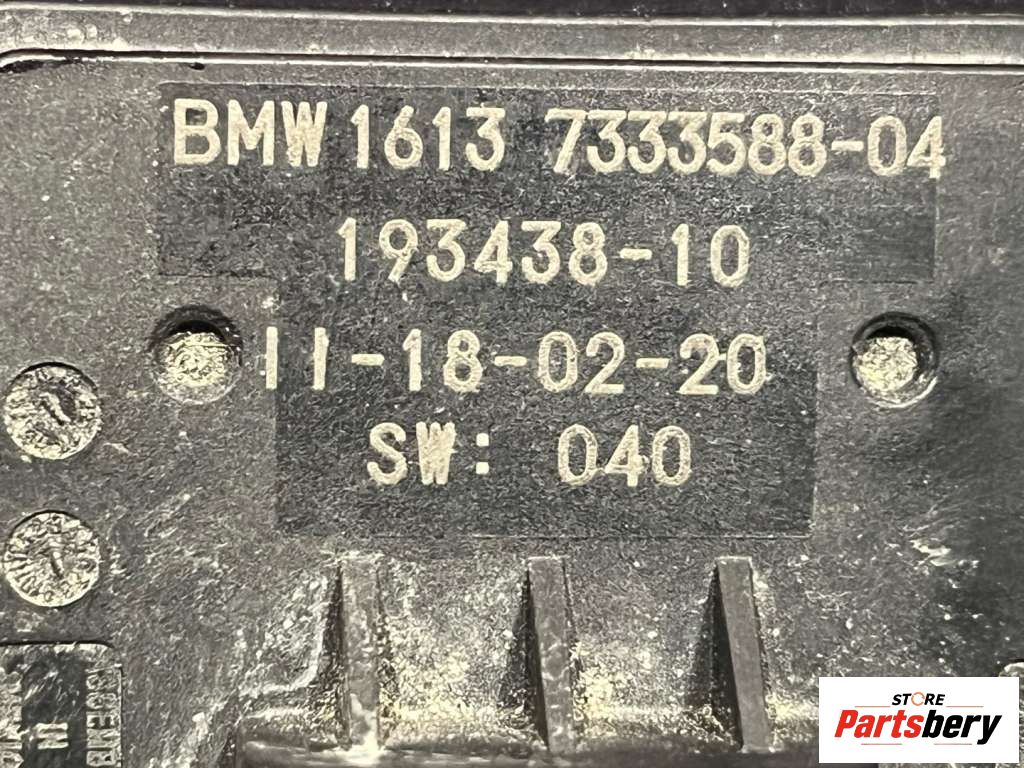 BMW 1613 7333588-04
193438-10
11-18-02-20
SW: 040
STORE
Partsbery